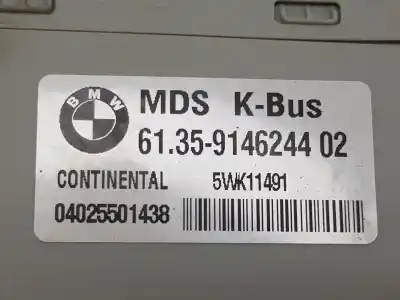 BMW
MDS K-Bus
61.35-9146244 02
CONTINENTAL 5WK11491
04025501438